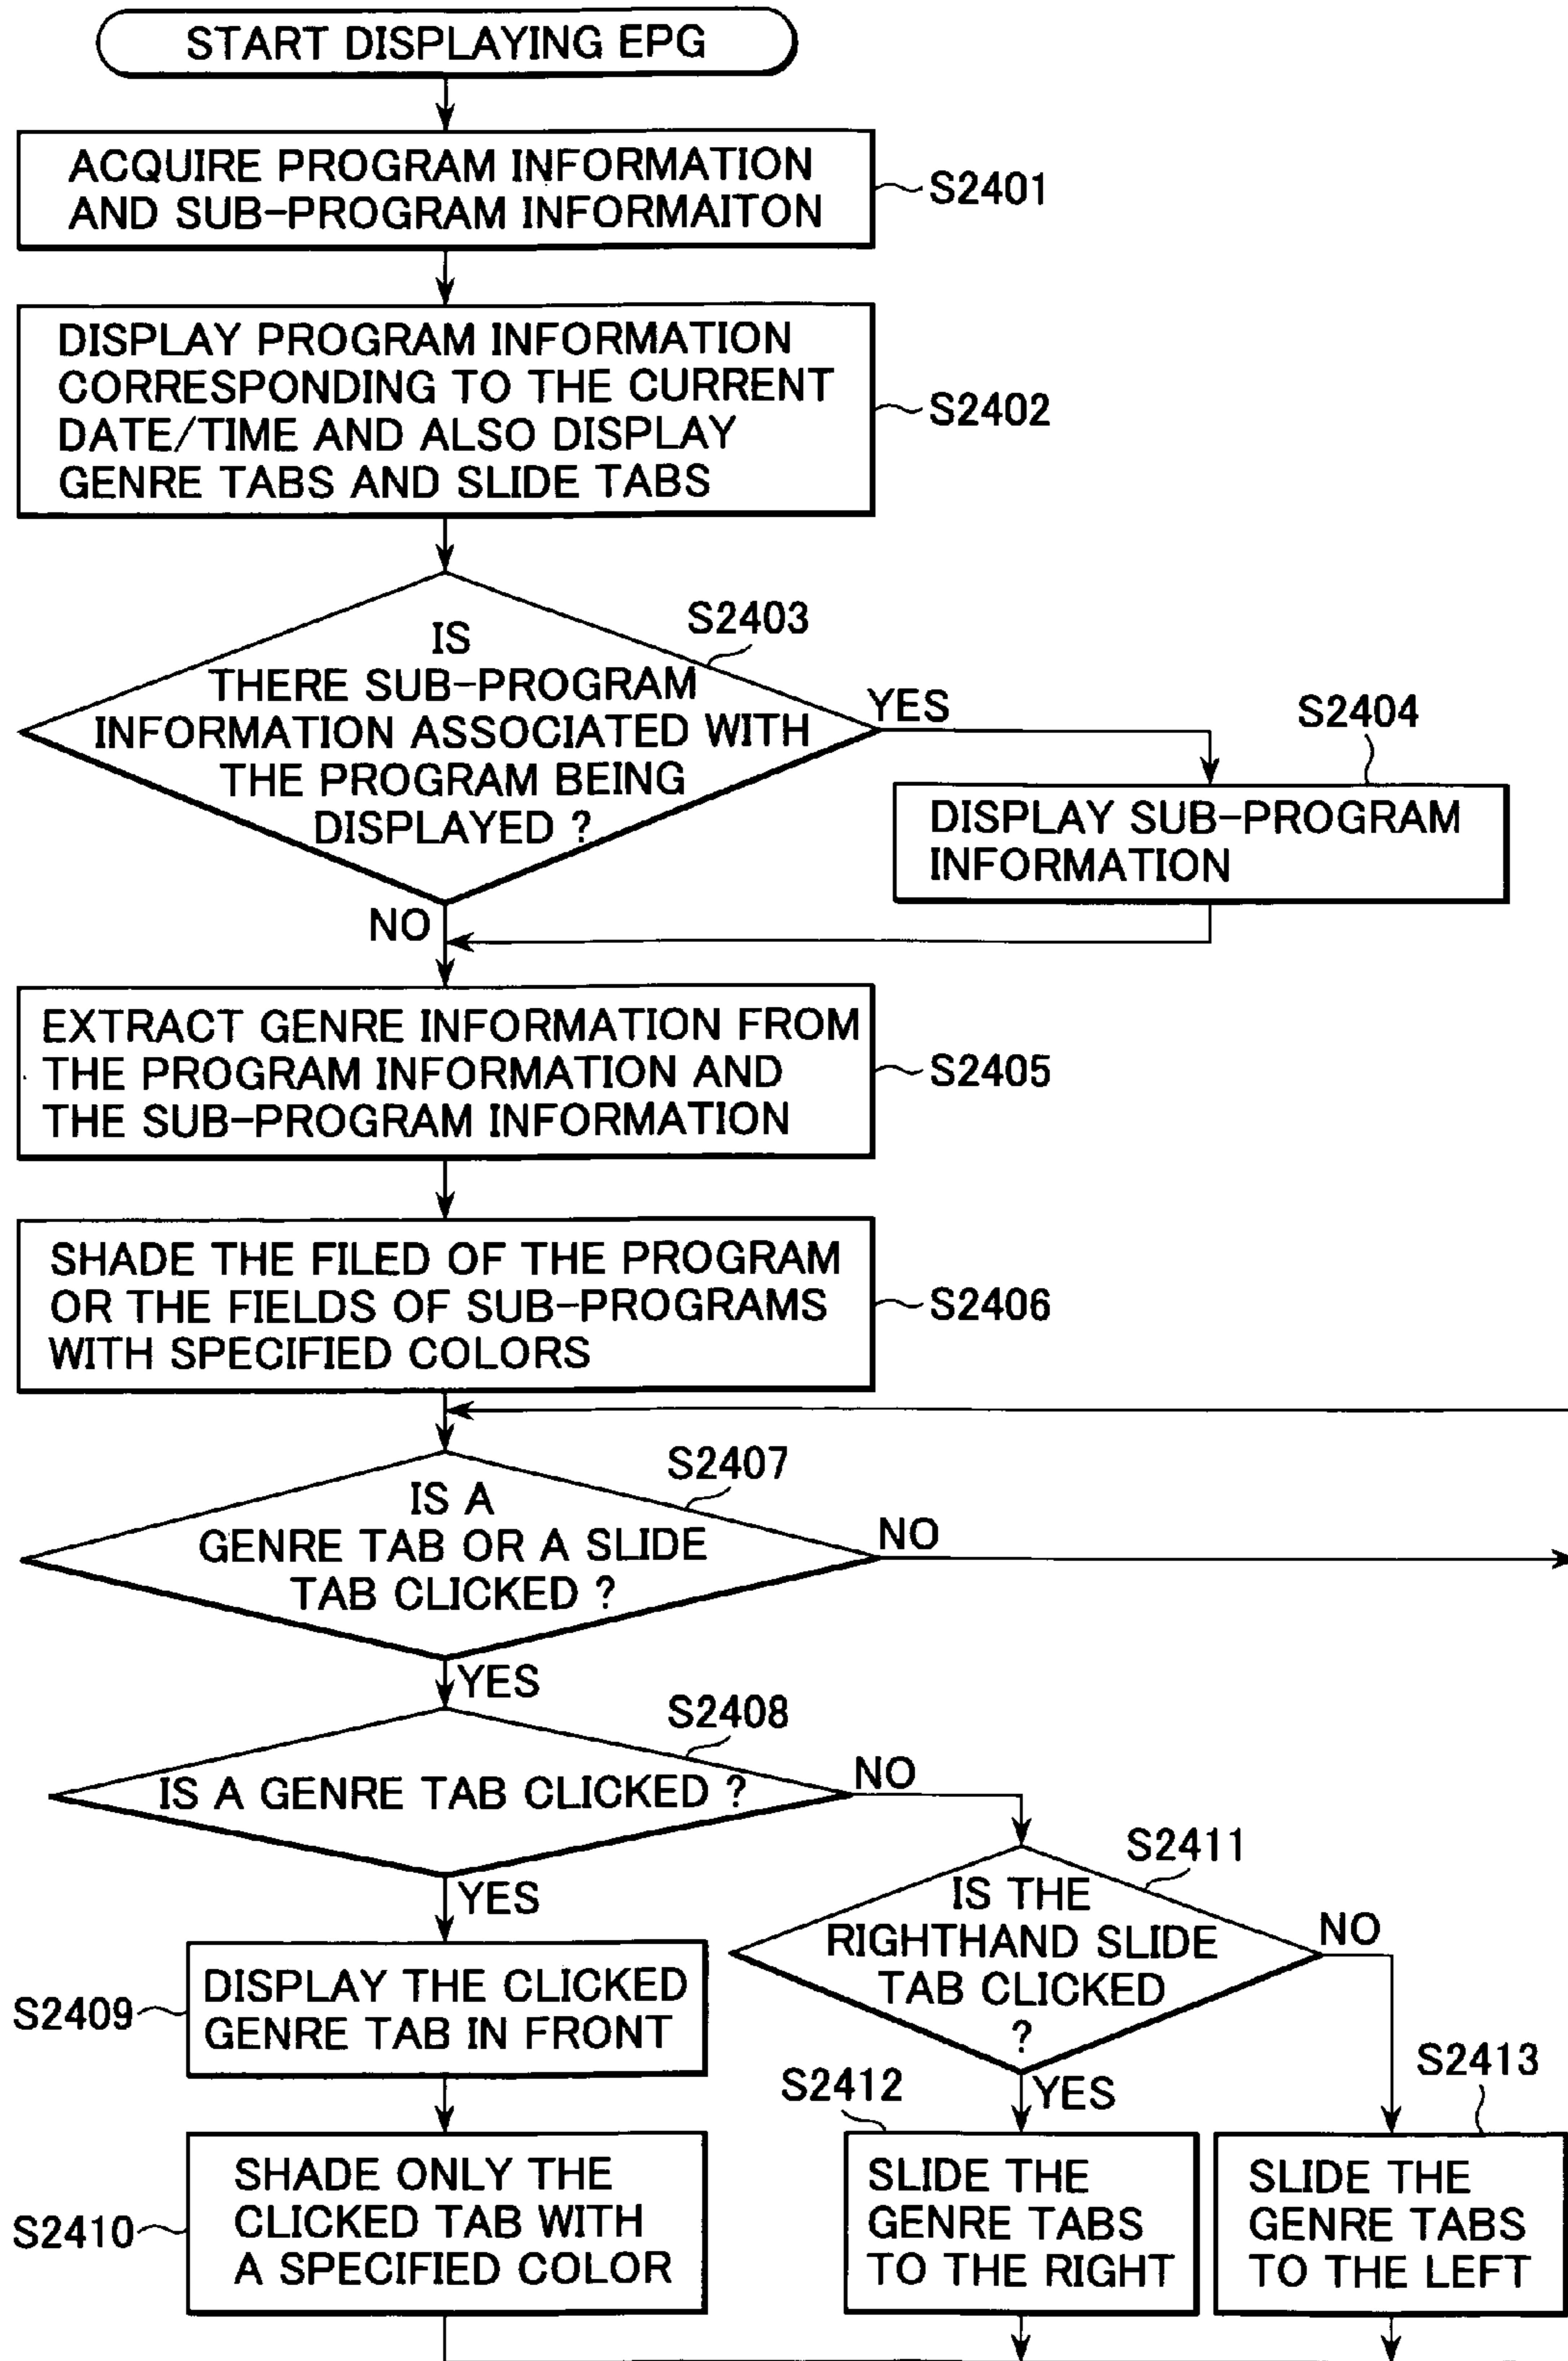 START DISPLAYING EPG
ACQUIRE PROGRAM INFORMATION
AND SUB-PROGRAM INFORMAITON
S2401
DISPLAY PROGRAM INFORMATION
CORRESPONDING TO THE CURRENT
DATE/TIME AND ALSO DISPLAY
GENRE TABS AND SLIDE TABS
S2402
S2403
IS
THERE SUB-PROGRAM
INFORMATION ASSOCIATED WITH
THE PROGRAM BEING
DISPLAYED ?
YES
S2404
DISPLAY SUB-PROGRAM
INFORMATION
NO
EXTRACT GENRE INFORMATION FROM
THE PROGRAM INFORMATION AND
THE SUB-PROGRAM INFORMATION
S2405
SHADE THE FILED OF THE PROGRAM
OR THE FIELDS OF SUB-PROGRAMS
WITH SPECIFIED COLORS
S2406
S2407
IS A
GENRE TAB OR A SLIDE
TAB CLICKED ?
NO
YES
S2408
IS A GENRE TAB CLICKED ?
NO
YES
S2411
IS THE
RIGHTHAND SLIDE
TAB CLICKED
?
NO
YES
S2409
DISPLAY THE CLICKED
GENRE TAB IN FRONT
S2410
SHADE ONLY THE
CLICKED TAB WITH
A SPECIFIED COLOR
S2412
SLIDE THE
GENRE TABS
TO THE RIGHT
S2413
SLIDE THE
GENRE TABS
TO THE LEFT